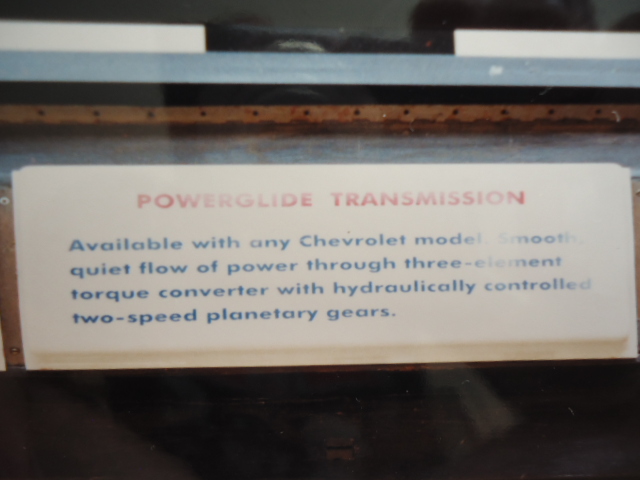 POWERGLIDE TRANSMISSION
Available with any Chevrolet model. Smooth,
quiet flow of power through three-element
torque converter with hydraulically controlled
two-speed planetary gears.